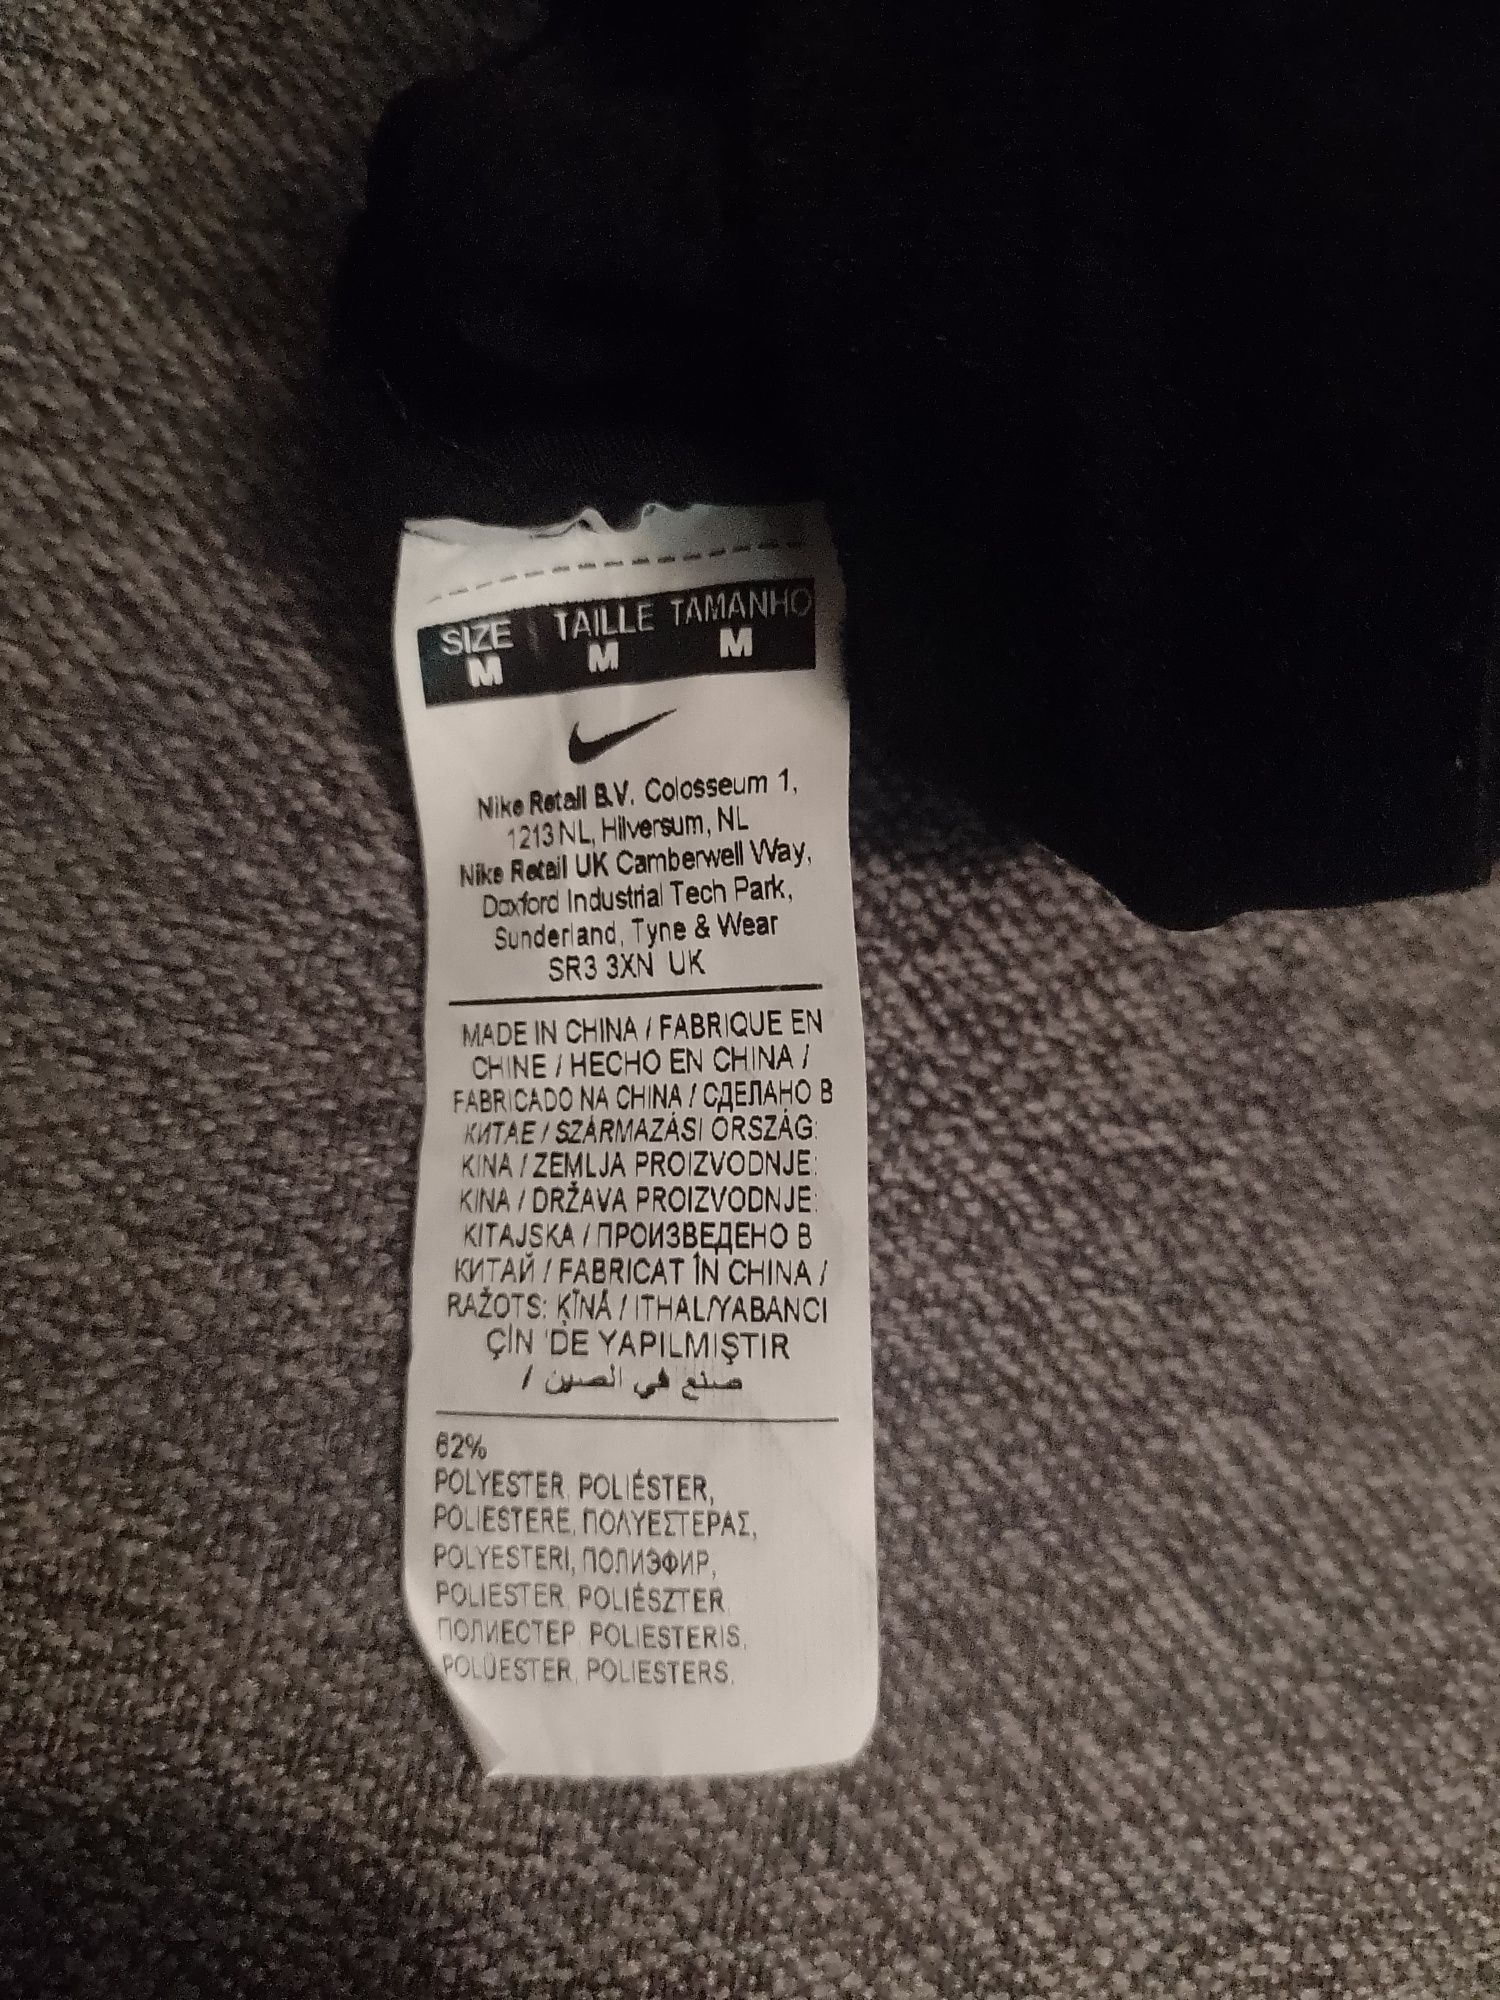 SIZE TAILLE TAMANHO
M M M
Nike Retail B.V. Colosseum 1,
1213 NL, Hilversum, NL
Nike Retail UK Camberwell Way,
Doxford Industrial Tech Park,
Sunderland, Tyne & Wear
SR3 3XN UK
MADE IN CHINA / FABRIQUE EN
CHINE / HECHO EN CHINA /
FABRICADO NA CHINA / СДЕЛАНО В
КИТАЕ / SZÁRMAZÁSI ORSZÁG:
KINA / ZEMLJA PROIZVODNJE:
KINA / DRŽAVA PROIZVODNJE:
KITAJSKA / ПРОИЗВЕДЕНО В
КИТАЙ / FABRICAT ÎN CHINA /
RAŽOTS: ĶĪNĀ / ITHAL/YABANCI
ÇİN 'DE YAPILMIŞTIR
صنع في الصين /
62%
POLYESTER, POLIÉSTER,
POLIESTERE, ΠΟΛΥΕΣΤΕΡΑΣ,
POLYESTERI, ПОЛИЭФИР,
POLIESTER, POLIÉSZTER,
ПОЛИЕСТЕР, POLIESTERIS,
POLÜESTER, POLIESTERS,